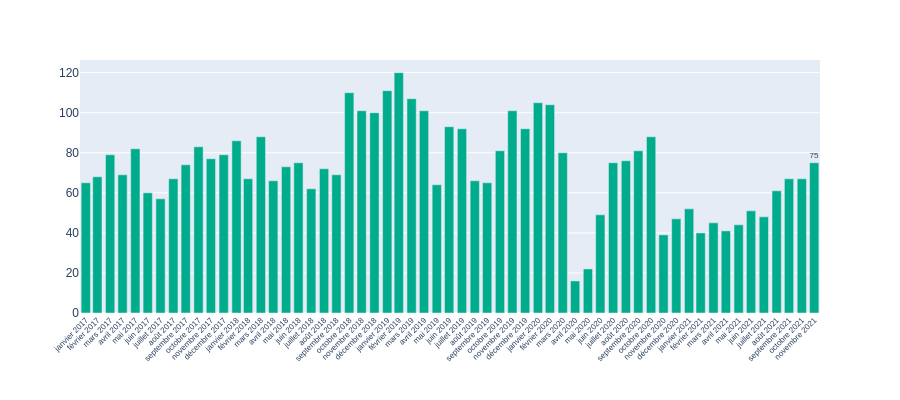 120
100
80
60
40
20
0
75
janvier 2017
février 2017
mars 2017
avril 2017
mai 2017
juin 2017
juillet 2017
août 2017
septembre 2017
octobre 2017
novembre 2017
décembre 2017
janvier 2018
février 2018
mars 2018
avril 2018
mai 2018
juin 2018
juillet 2018
août 2018
septembre 2018
octobre 2018
novembre 2018
décembre 2018
janvier 2019
février 2019
mars 2019
avril 2019
mai 2019
juin 2019
juillet 2019
août 2019
septembre 2019
octobre 2019
novembre 2019
décembre 2019
janvier 2020
février 2020
mars 2020
avril 2020
mai 2020
juin 2020
juillet 2020
août 2020
septembre 2020
octobre 2020
novembre 2020
décembre 2020
janvier 2021
février 2021
mars 2021
avril 2021
mai 2021
juin 2021
juillet 2021
août 2021
septembre 2021
octobre 2021
novembre 2021